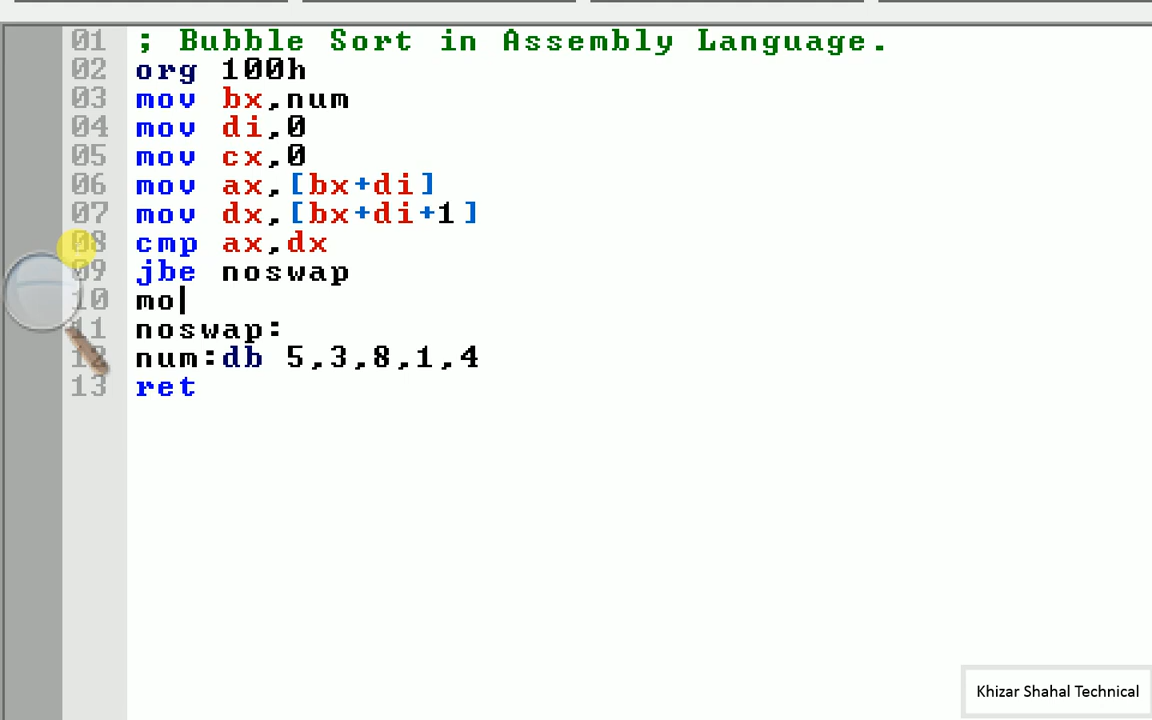 01 ; Bubble Sort in Assembly Language.
02 org 100h
03 mov bx,num
04 mov di,0
05 mov cx,0
06 mov ax,[bx+di]
07 mov dx,[bx+di+1]
08 cmp ax,dx
09 jbe noswap
10 mo
11 noswap:
12 num:db 5,3,8,1,4
13 ret
Khizar Shahal Technical